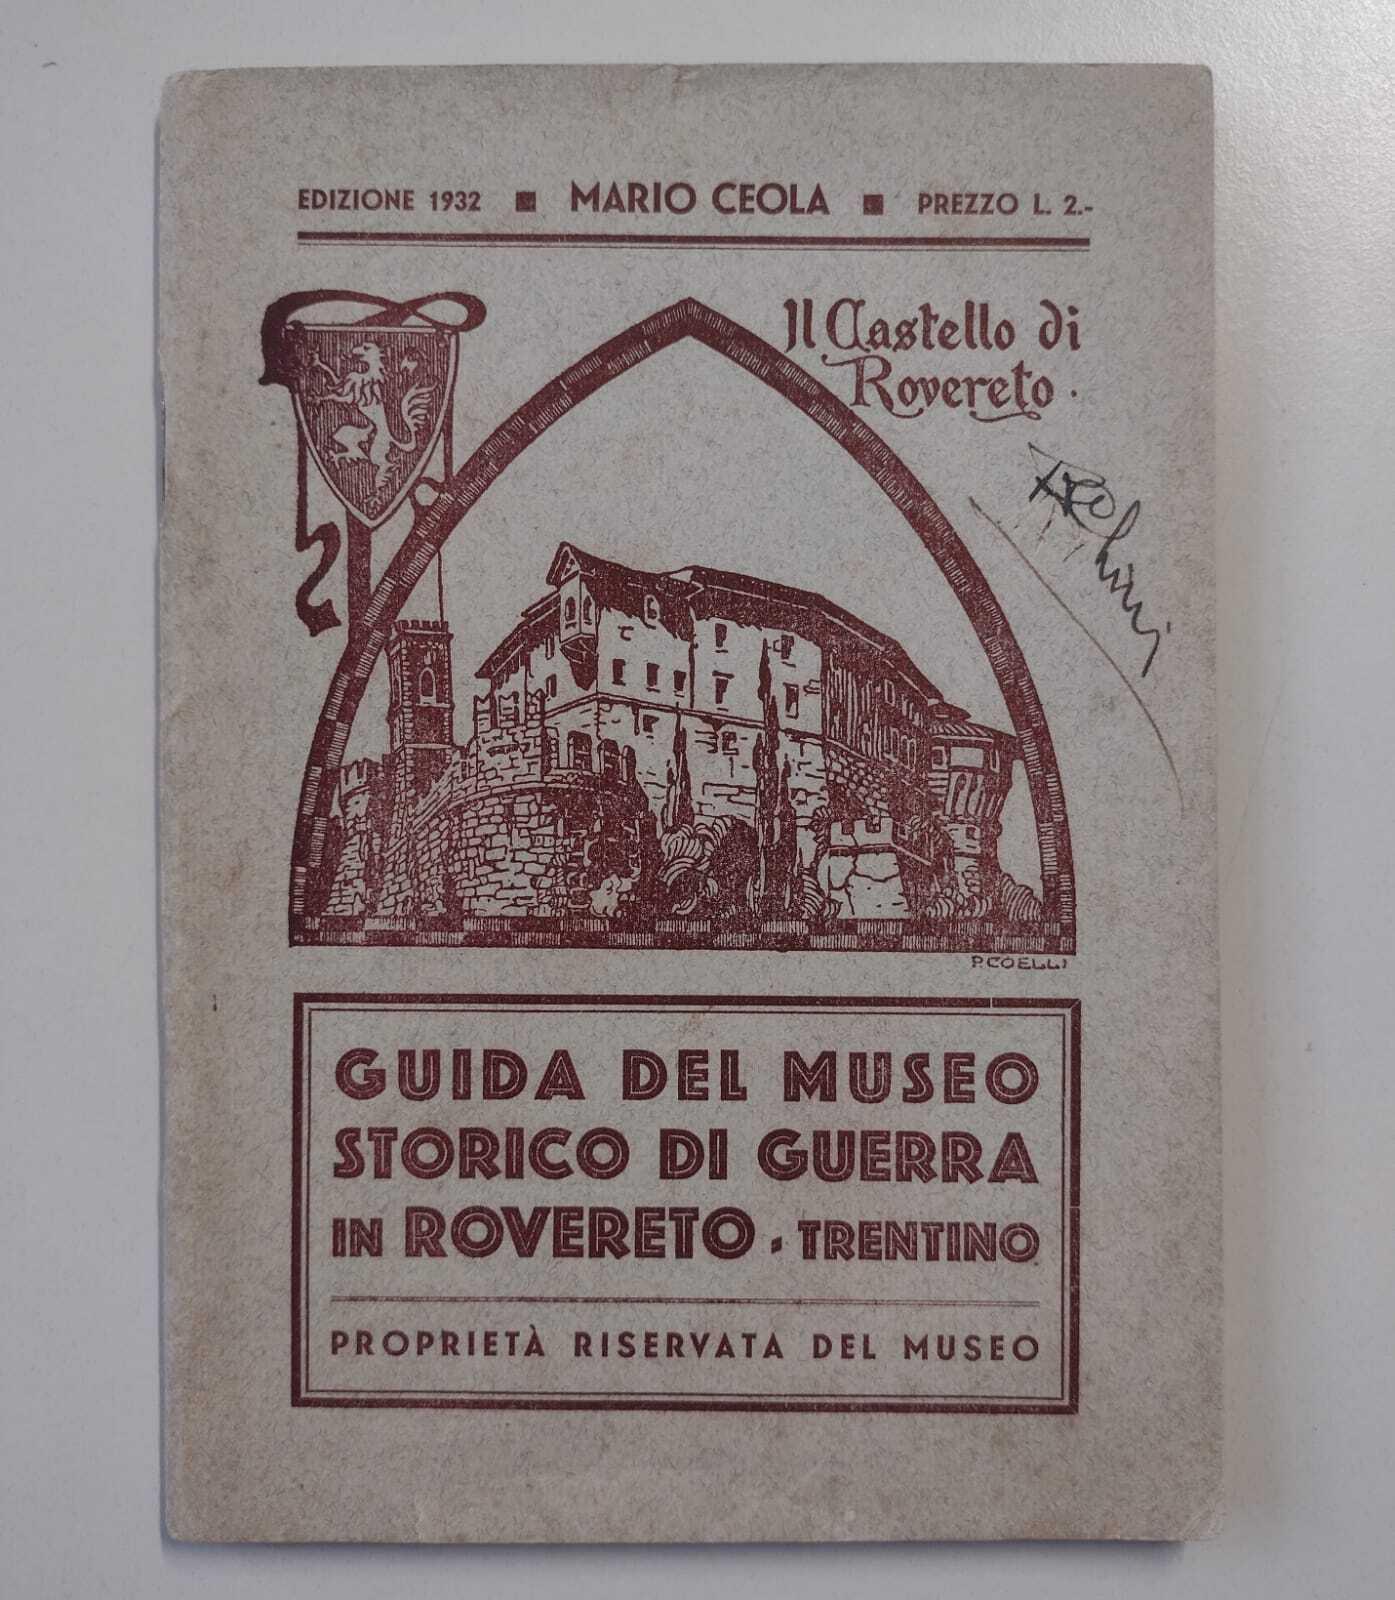 EDIZIONE 1932 ■ MARIO CEOLA ■ PREZZO L. 2.-
Il Castello di
Rovereto.
P. COELLI
GUIDA DEL MUSEO
STORICO DI GUERRA
IN ROVERETO - TRENTINO
PROPRIETÀ RISERVATA DEL MUSEO